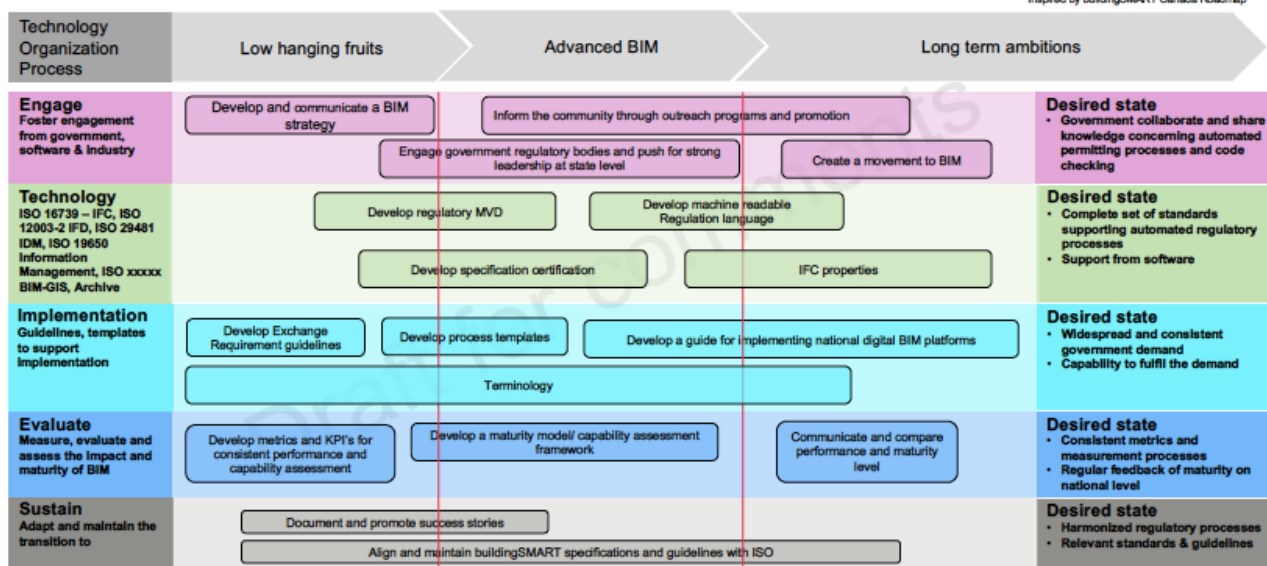 Inspired by buildingSMART Canada Roadmap
Technology
Organization
Process
Low hanging fruits
Advanced BIM
Long term ambitions
Engage
Foster engagement
from government,
software & industry
Develop and communicate a BIM
strategy
Inform the community through outreach programs and promotion
Engage government regulatory bodies and push for strong
leadership at state level
Create a movement to BIM
Desired state
• Government collaborate and share
knowledge concerning automated
permitting processes and code
checking
Technology
ISO 16739 – IFC, ISO
12003-2 IFD, ISO 29481
IDM, ISO 19650
Information
Management, ISO xxxxx
BIM-GIS, Archive
Develop regulatory MVD
Develop machine readable
Regulation language
Develop specification certification
IFC properties
Desired state
• Complete set of standards
supporting automated regulatory
processes
• Support from software
Implementation
Guidelines, templates
to support
Implementation
Develop Exchange
Requirement guidelines
Develop process templates
Develop a guide for implementing national digital BIM platforms
Terminology
Desired state
• Widespread and consistent
government demand
• Capability to fulfil the demand
Evaluate
Measure, evaluate and
assess the impact and
maturity of BIM
Develop metrics and KPI's for
consistent performance and
capability assessment
Develop a maturity model/ capability assessment
framework
Communicate and compare
performance and maturity
level
Desired state
• Consistent metrics and
measurement processes
• Regular feedback of maturity on
national level
Sustain
Adapt and maintain the
transition to
Document and promote success stories
Align and maintain buildingSMART specifications and guidelines with ISO
Desired state
• Harmonized regulatory processes
• Relevant standards & guidelines
Draft for comments